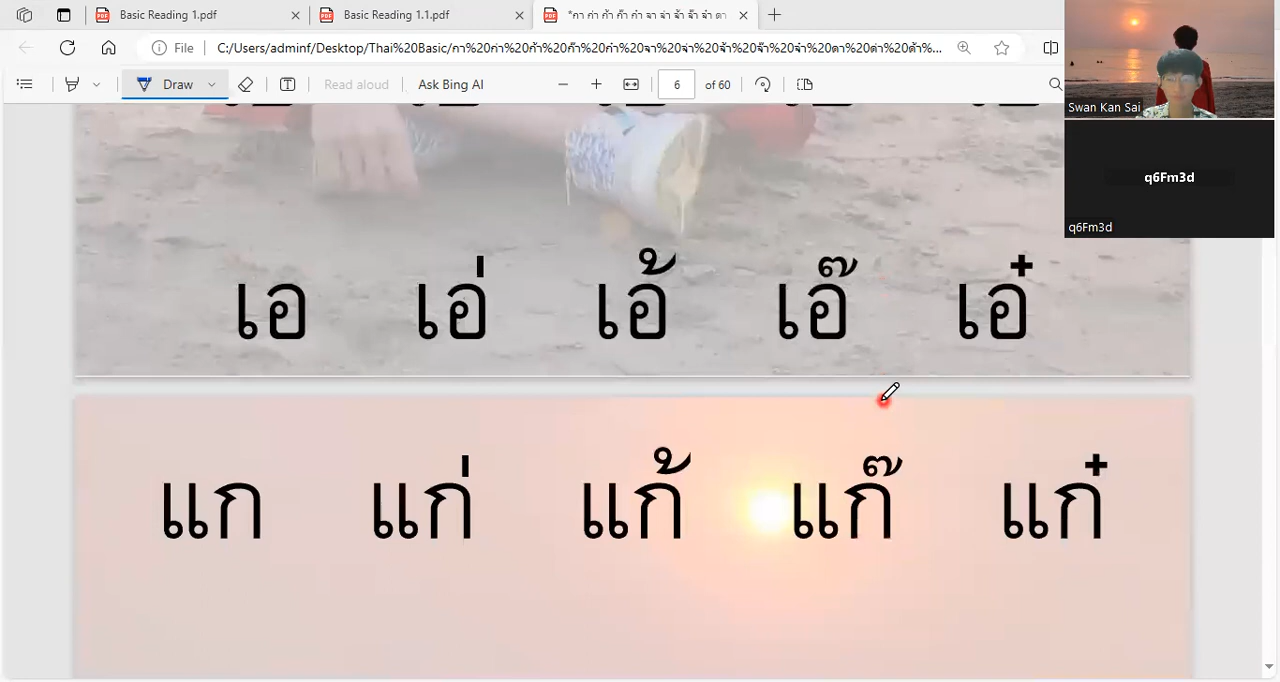 Basic Reading 1.pdf
Basic Reading 1.1.pdf
*กา ก่า ก้า ก๊า ก๋า จา จ่า จ้า จ๊า จ๋า ดา
File C:/Users/adminf/Desktop/Thai%20Basic/กา%20ก่า%20ก้า%20ก๊า%20ก๋า%20จา%20จ่า%20จ้า%20จ๊า%20จ๋า%20ดา%20ด่า%20ด้า%...
Draw Read aloud Ask Bing AI 6 of 60
Swan Kan Sai
q6Fm3d
q6Fm3d
เอ เอ่ เอ้ เอ๊ เอ๋
แก แก่ แก้ แก๊ แก๋